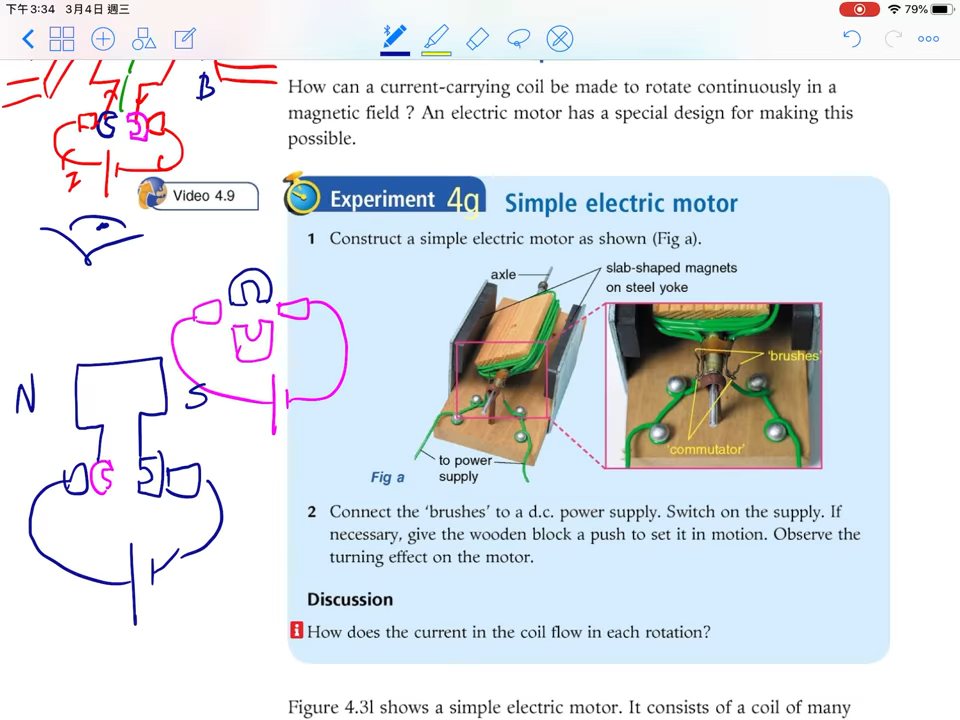 下午3:34 3月4日 週三
79%
B
I
How can a current-carrying coil be made to rotate continuously in a
magnetic field ? An electric motor has a special design for making this
possible.
Video 4.9
Experiment 4g Simple electric motor
1 Construct a simple electric motor as shown (Fig a).
axle
slab-shaped magnets
on steel yoke
'brushes'
'commutator'
to power
supply
Fig a
N
S
2 Connect the 'brushes' to a d.c. power supply. Switch on the supply. If
necessary, give the wooden block a push to set it in motion. Observe the
turning effect on the motor.
Discussion
i How does the current in the coil flow in each rotation?
Figure 4.3l shows a simple electric motor. It consists of a coil of many